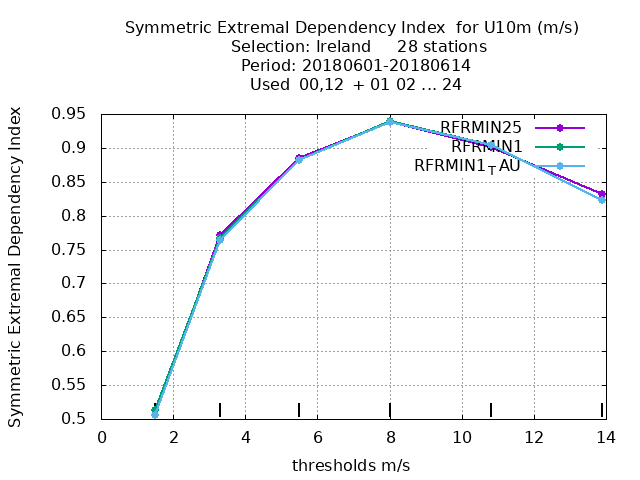 Symmetric Extremal Dependency Index  for U10m (m/s)
Selection: Ireland     28 stations
Period: 20180601-20180614
Used  00,12  + 01 02 ... 24
Symmetric Extremal Dependency Index
0.95
0.9
0.85
0.8
0.75
0.7
0.65
0.6
0.55
0.5
RFRMIN25
RFRMIN1
RFRMIN1TAU
0 2 4 6 8 10 12 14
thresholds m/s